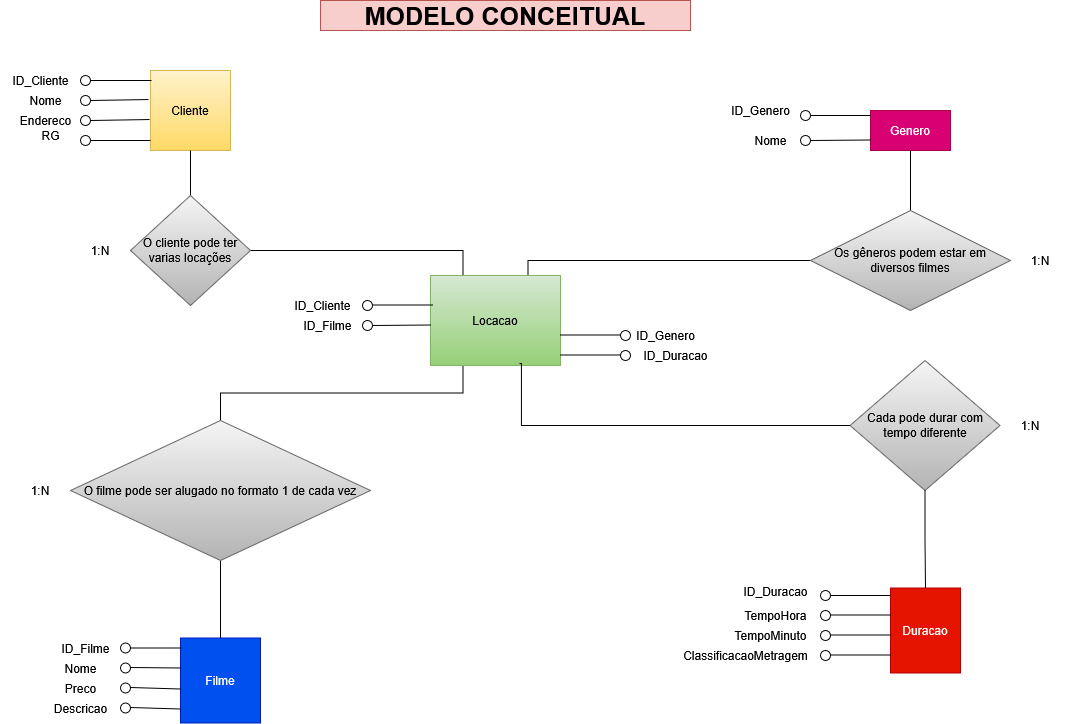 MODELO CONCEITUAL
ID_Cliente
Nome
Endereco
RG
Cliente
ID_Genero
Nome
Genero
1:N
O cliente pode ter
varias locações
Os gêneros podem estar em
diversos filmes
1:N
ID_Cliente
ID_Filme
Locacao
ID_Genero
ID_Duracao
Cada pode durar com
tempo diferente
1:N
1:N
O filme pode ser alugado no formato 1 de cada vez
ID_Duracao
TempoHora
TempoMinuto
ClassificacaoMetragem
Duracao
ID_Filme
Nome
Preco
Descricao
Filme